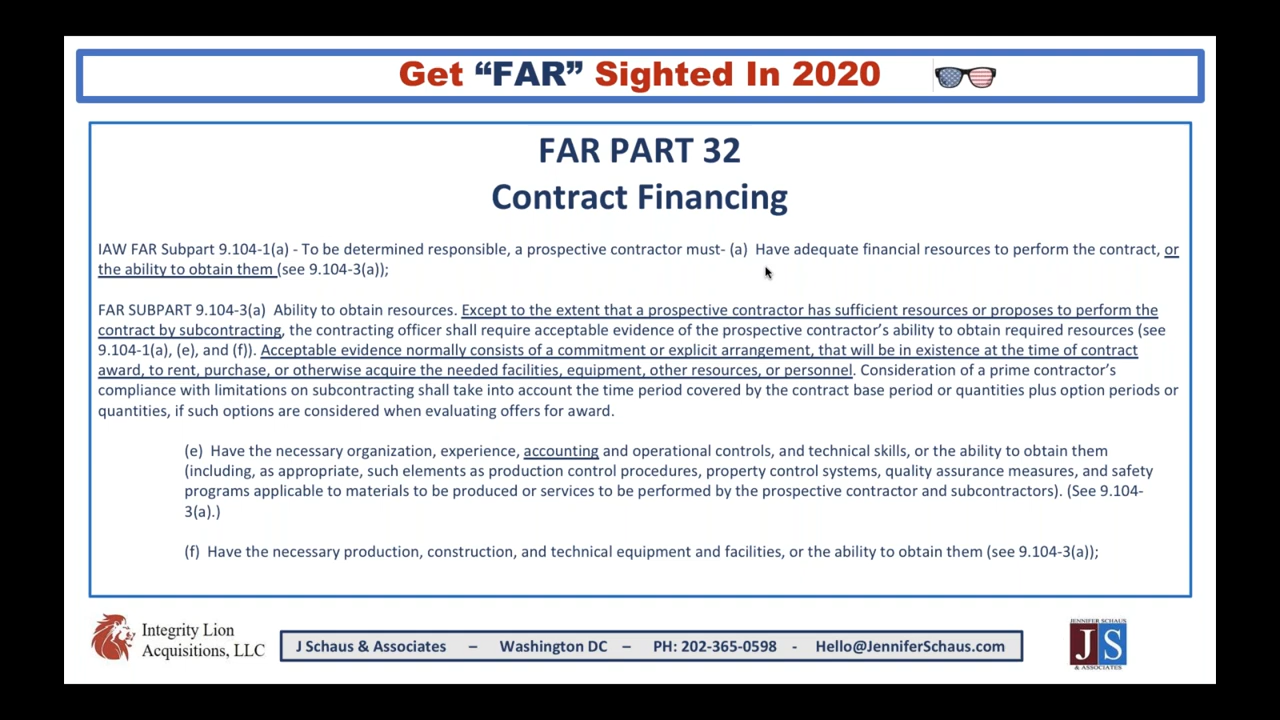 Get “FAR” Sighted In 2020
FAR PART 32
Contract Financing
IAW FAR Subpart 9.104-1(a) - To be determined responsible, a prospective contractor must- (a)  Have adequate financial resources to perform the contract, or
the ability to obtain them (see 9.104-3(a));
FAR SUBPART 9.104-3(a)  Ability to obtain resources. Except to the extent that a prospective contractor has sufficient resources or proposes to perform the
contract by subcontracting, the contracting officer shall require acceptable evidence of the prospective contractor’s ability to obtain required resources (see
9.104-1(a), (e), and (f)). Acceptable evidence normally consists of a commitment or explicit arrangement, that will be in existence at the time of contract
award, to rent, purchase, or otherwise acquire the needed facilities, equipment, other resources, or personnel. Consideration of a prime contractor’s
compliance with limitations on subcontracting shall take into account the time period covered by the contract base period or quantities plus option periods or
quantities, if such options are considered when evaluating offers for award.
(e)  Have the necessary organization, experience, accounting and operational controls, and technical skills, or the ability to obtain them
(including, as appropriate, such elements as production control procedures, property control systems, quality assurance measures, and safety
programs applicable to materials to be produced or services to be performed by the prospective contractor and subcontractors). (See 9.104-
3(a).)
(f)  Have the necessary production, construction, and technical equipment and facilities, or the ability to obtain them (see 9.104-3(a));
Integrity Lion
Acquisitions, LLC
J Schaus & Associates – Washington DC – PH: 202-365-0598 - Hello@JenniferSchaus.com
JENNIFER SCHAUS
J S
& ASSOCIATES